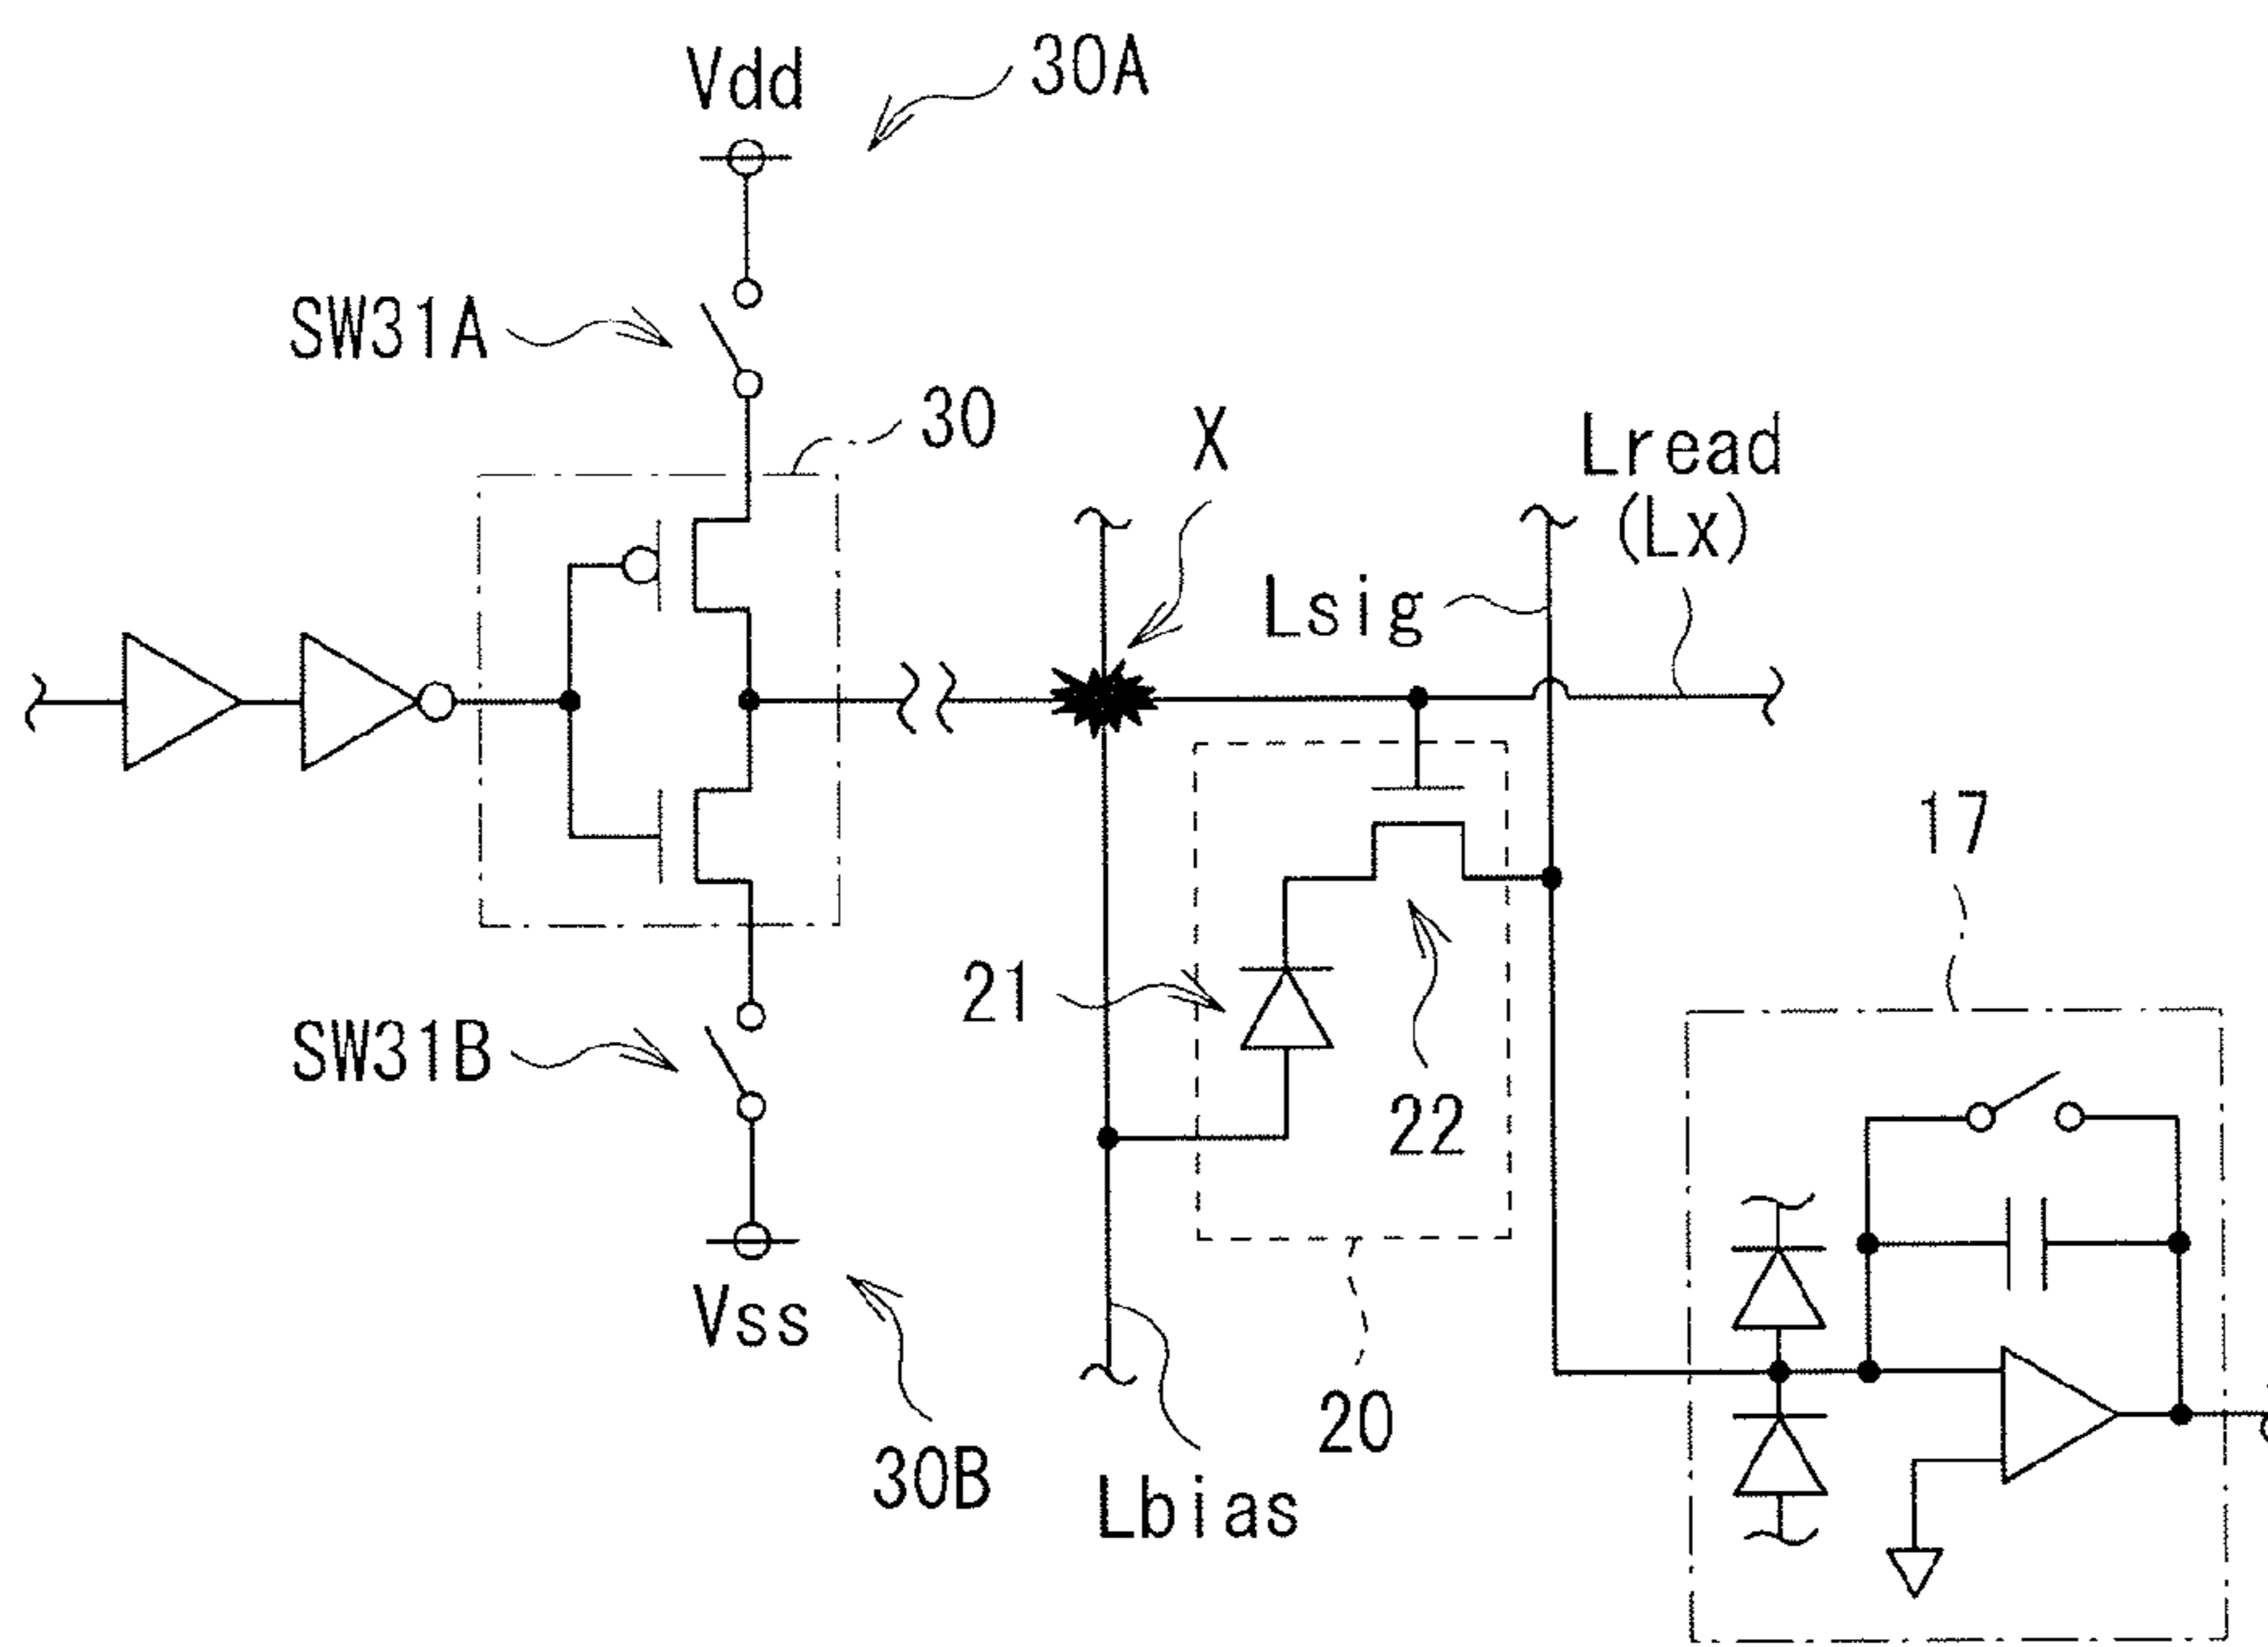 Vdd
30A
SW31A
30
X
Lread
(Lx)
Lsig
17
21
SW31B
22
Vss
20
30B
Lbias